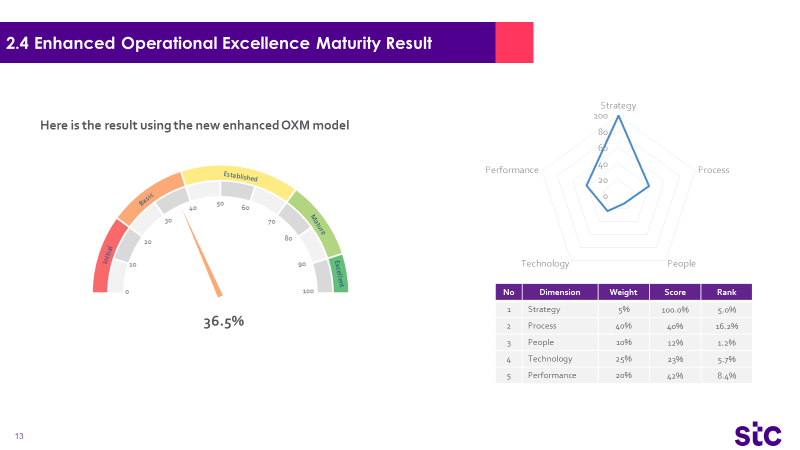 2.4 Enhanced Operational Excellence Maturity Result
Here is the result using the new enhanced OXM model
Initial
Basic
Established
Mature
Excellent
0
10
20
30
40
50
60
70
80
90
100
36.5%
Strategy
Process
People
Technology
Performance
100
80
60
40
20
0
No Dimension Weight Score Rank
1 Strategy 5% 100.0% 5.0%
2 Process 40% 40% 16.2%
3 People 10% 12% 1.2%
4 Technology 25% 23% 5.7%
5 Performance 20% 42% 8.4%
13
stc